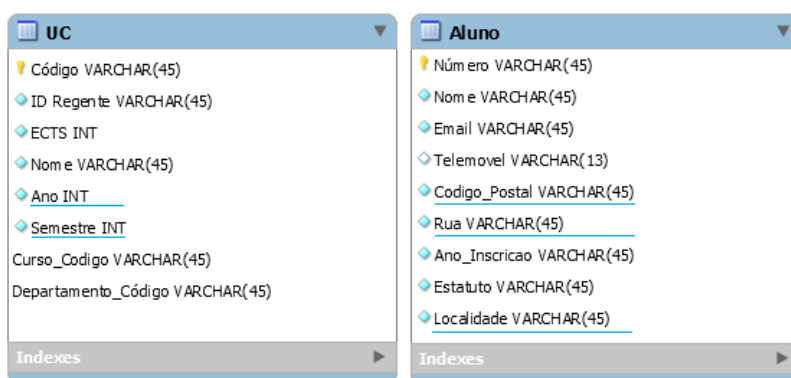 UC
Código VARCHAR(45)
ID Regente VARCHAR(45)
ECTS INT
Nome VARCHAR(45)
Ano INT
Semestre INT
Curso_Codigo VARCHAR(45)
Departamento_Código VARCHAR(45)
Indexes
Aluno
Número VARCHAR(45)
Nome VARCHAR(45)
Email VARCHAR(45)
Telemovel VARCHAR(13)
Codigo_Postal VARCHAR(45)
Rua VARCHAR(45)
Ano_Inscricao VARCHAR(45)
Estatuto VARCHAR(45)
Localidade VARCHAR(45)
Indexes